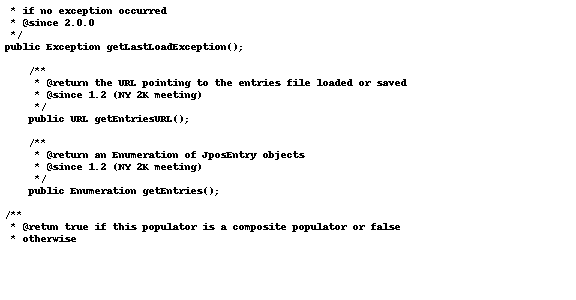 * if no exception occurred
* @since 2.0.0
*/
public Exception getLastLoadException();
/**
* @return the URL pointing to the entries file loaded or saved
* @since 1.2 (NY 2K meeting)
*/
public URL getEntriesURL();
/**
* @return an Enumeration of JposEntry objects
* @since 1.2 (NY 2K meeting)
*/
public Enumeration getEntries();
/**
* @retun true if this populator is a composite populator or false
* otherwise